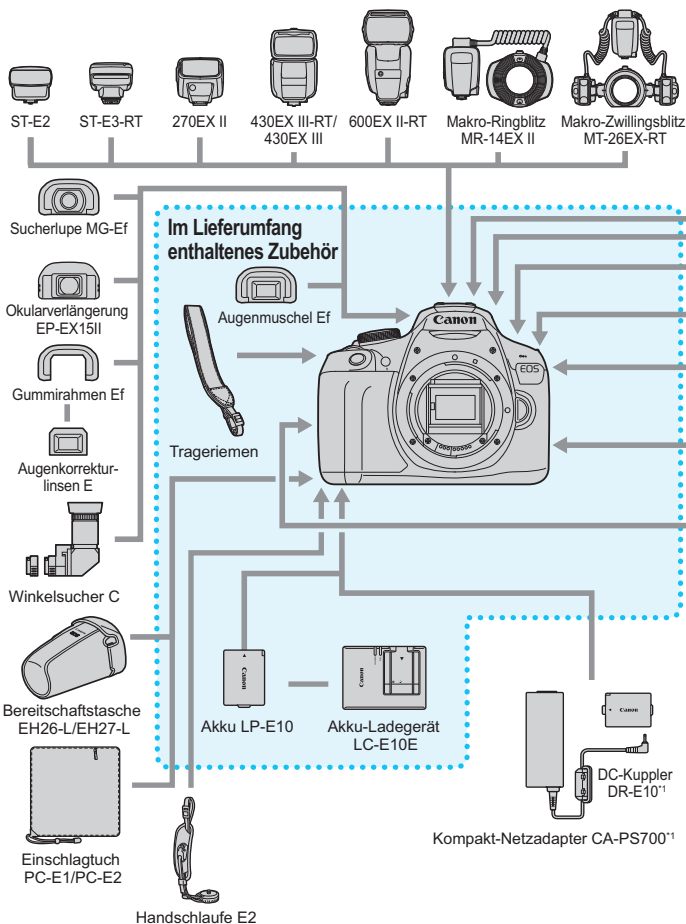 ST-E2
ST-E3-RT
270EX II
430EX III-RT/
430EX III
600EX II-RT
Makro-Ringblitz
MR-14EX II
Makro-Zwillingsblitz
MT-26EX-RT
Sucherlupe MG-Ef
Im Lieferumfang
enthaltenes Zubehör
Augenmuschel Ef
Okularverlängerung
EP-EX15II
Gummirahmen Ef
Augenkorrektur-
linsen E
Trageriemen
Canon
EOS
Winkelsucher C
Bereitschaftstasche
EH26-L/EH27-L
Canon
Akku LP-E10
Canon
Akku-Ladegerät
LC-E10E
Canon
DC-Kuppler
DR-E10*1
Kompakt-Netzadapter CA-PS700*1
Einschlagtuch
PC-E1/PC-E2
Handschlaufe E2